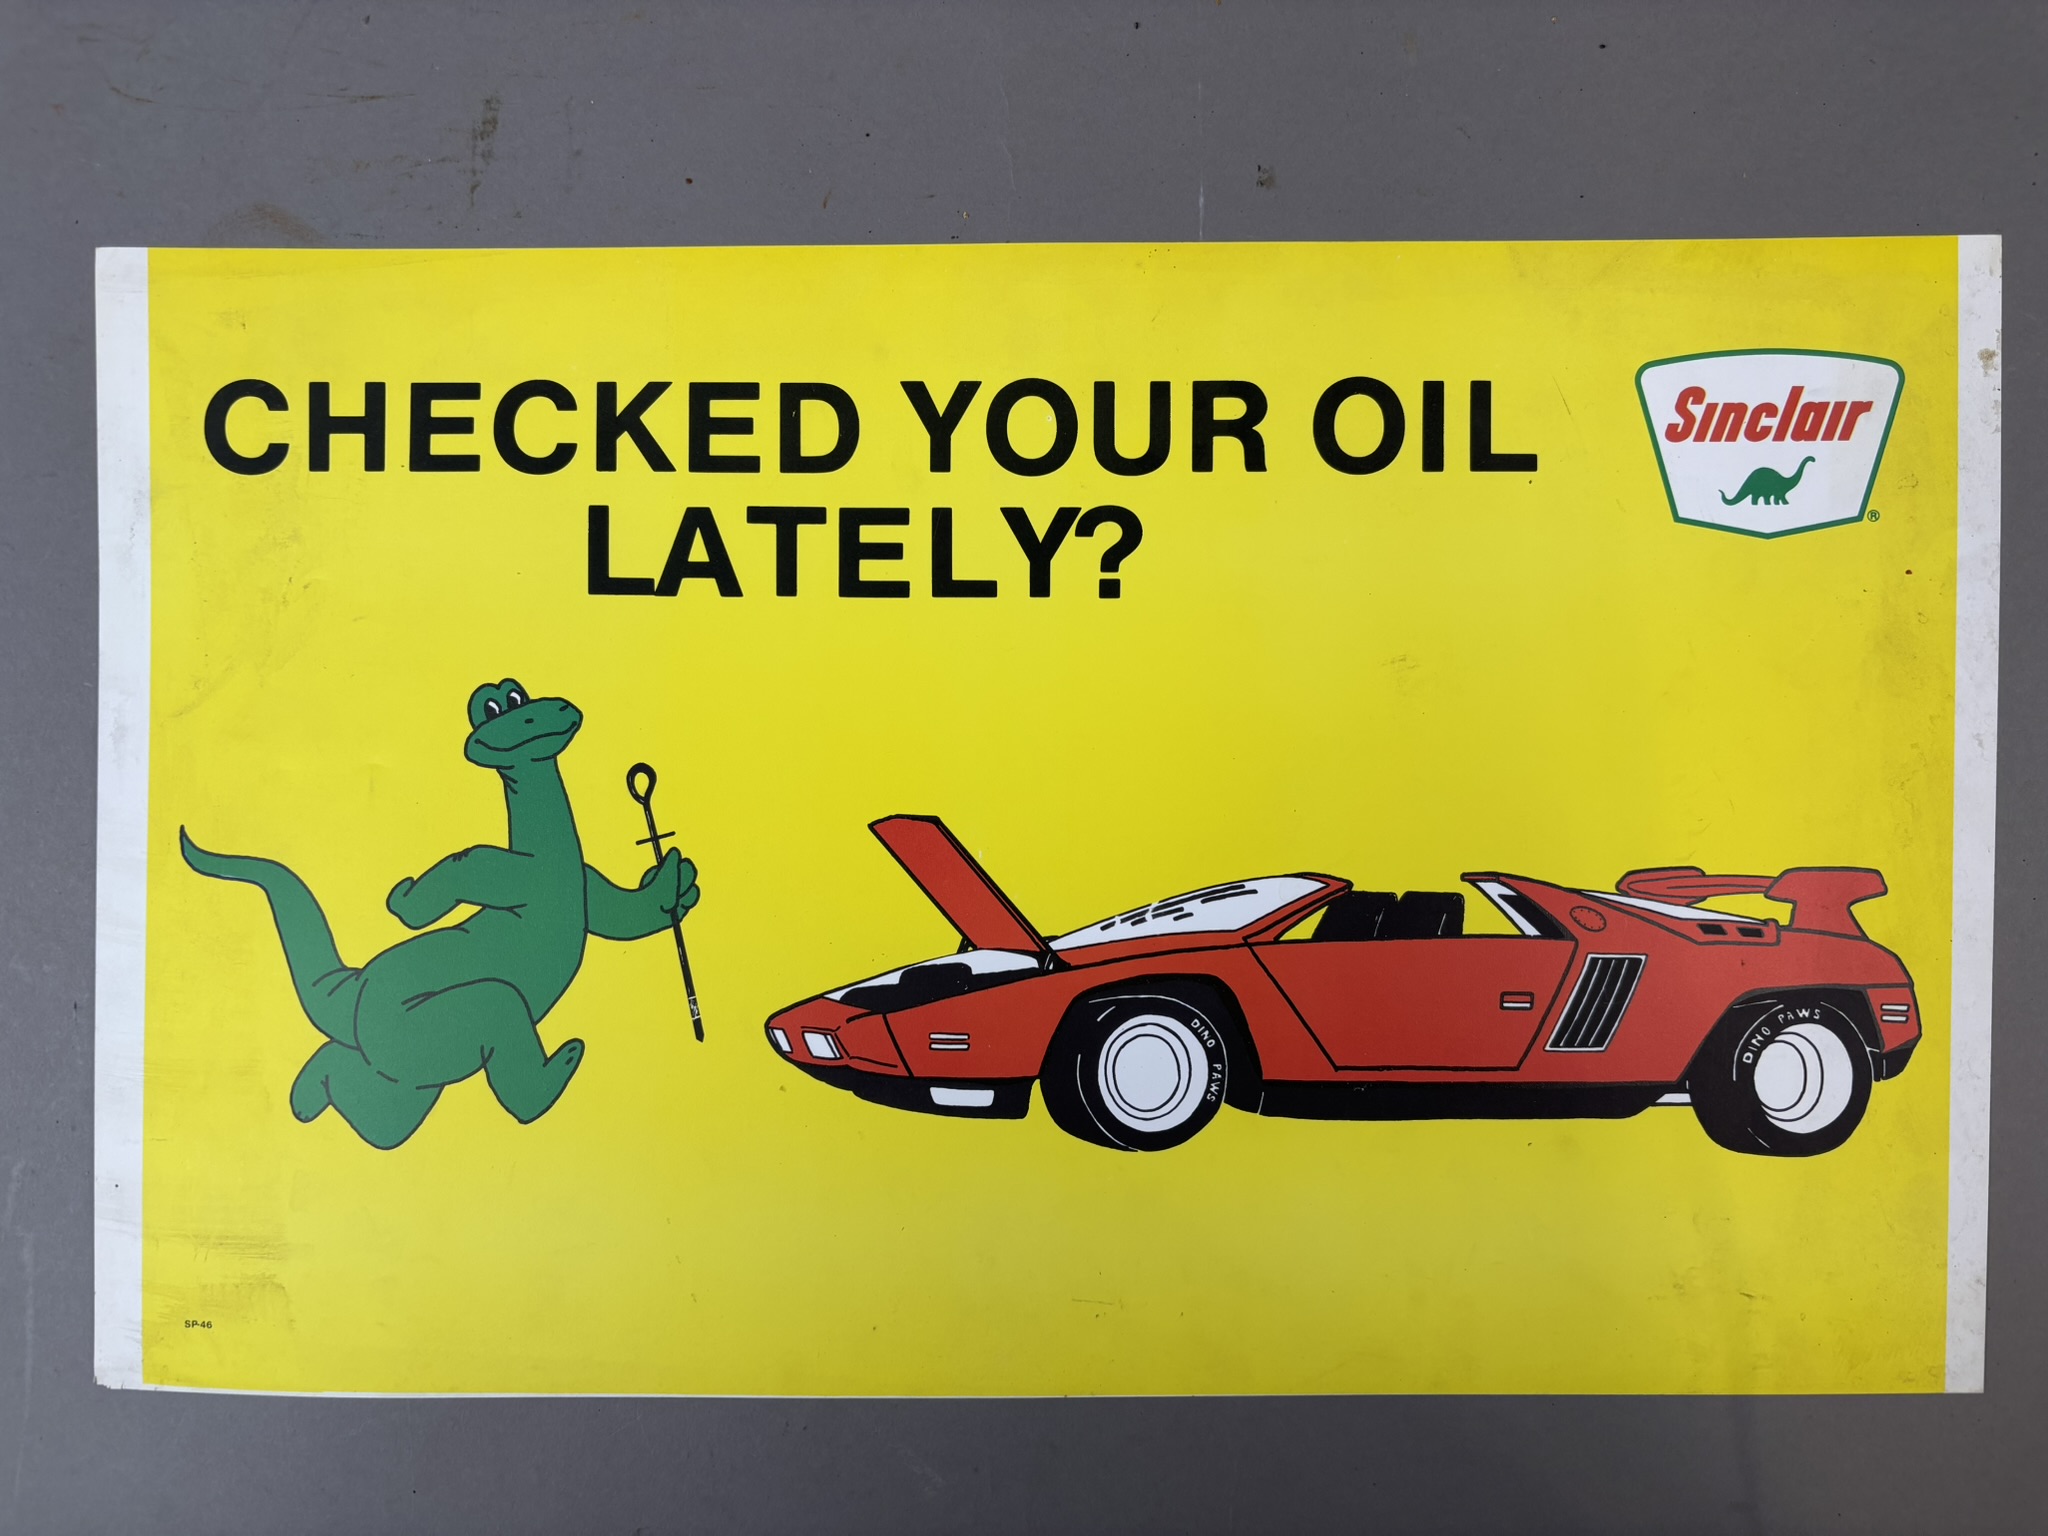 CHECKED YOUR OIL
LATELY?
Sinclair
®
DINO PAWS
DINO PAWS
SP-46